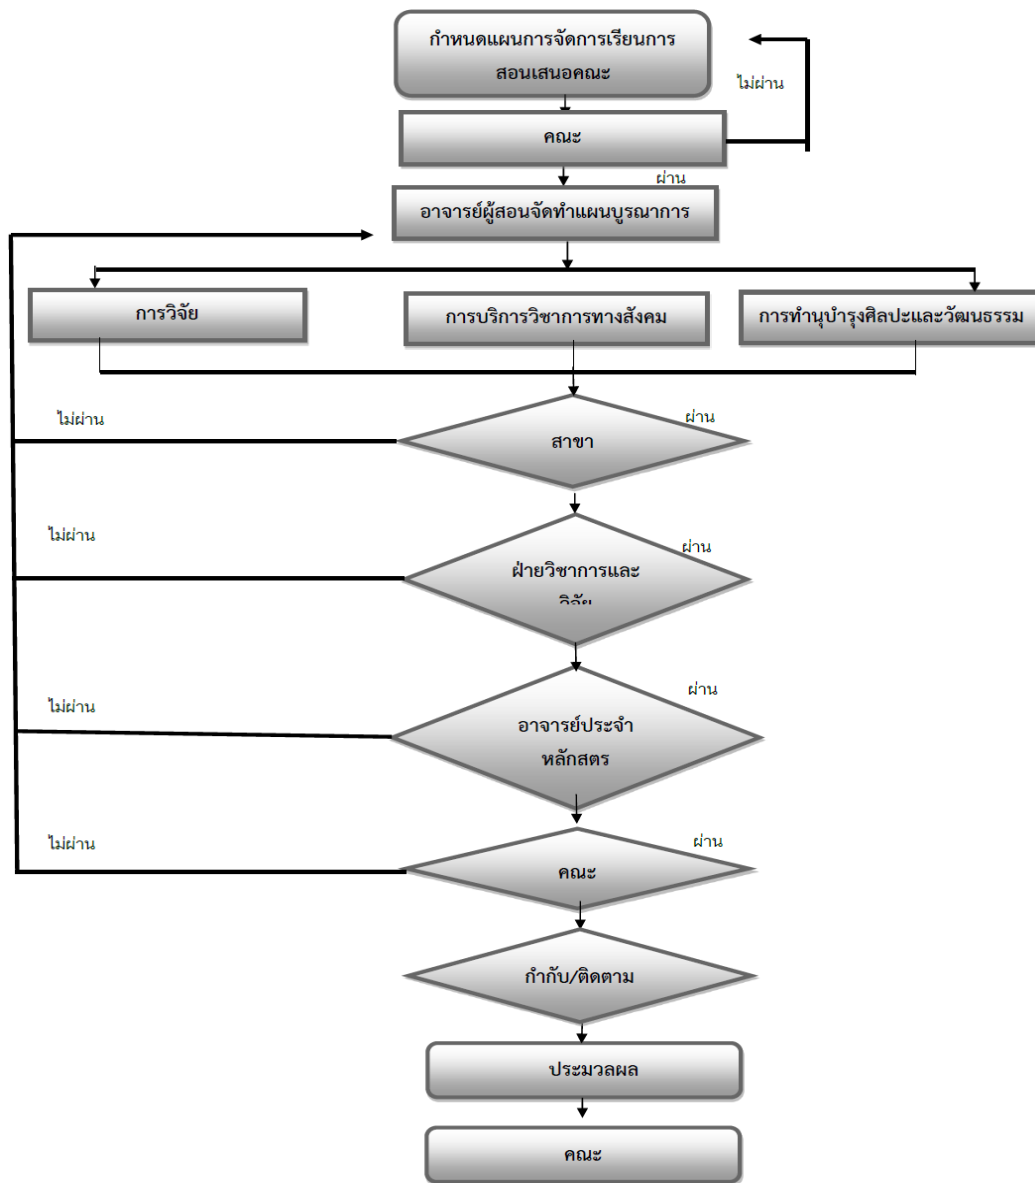 กำหนดแผนการจัดการเรียนการ
สอนเสนอคณะ
ไม่ผ่าน
คณะ
ผ่าน
อาจารย์ผู้สอนจัดทำแผนบูรณาการ
การวิจัย
การบริการวิชาการทางสังคม
การทำนุบำรุงศิลปะและวัฒนธรรม
ไม่ผ่าน
ผ่าน
สาขา
ไม่ผ่าน
ผ่าน
ฝ่ายวิชาการและ
วิจัย
ไม่ผ่าน
ผ่าน
อาจารย์ประจำ
หลักสตร
ไม่ผ่าน
ผ่าน
คณะ
กำกับ/ติดตาม
ประมวลผล
คณะ